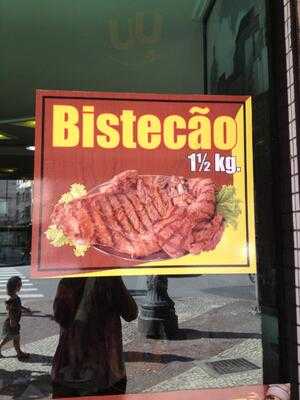 Bistecão
1½ kg.